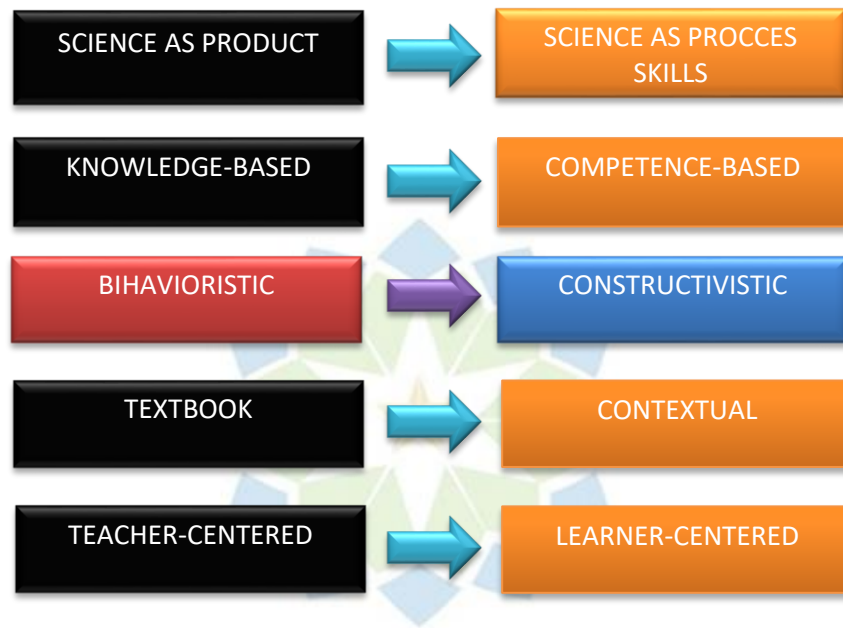 SCIENCE AS PRODUCT
SCIENCE AS PROCCES
SKILLS
KNOWLEDGE-BASED
COMPETENCE-BASED
BIHAVIORISTIC
CONSTRUCTIVISTIC
TEXTBOOK
CONTEXTUAL
TEACHER-CENTERED
LEARNER-CENTERED